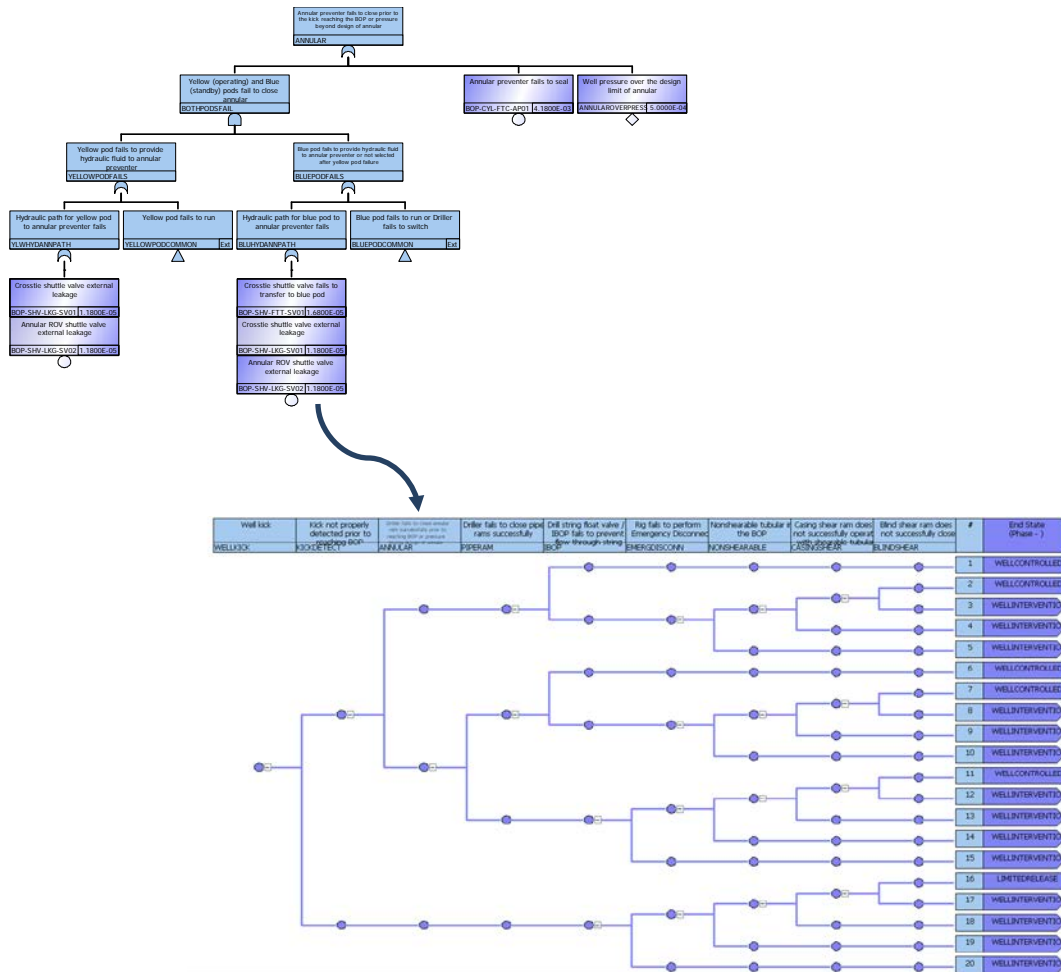 Annular preventer fails to close prior to
the kick reaching the BOP or pressure
beyond design of annular
ANNULAR
Yellow (operating) and Blue
(standby) pods fail to close
annular
BOTHPODSFAIL
Annular preventer fails to seal
BOP-CYL-FTC-AP01 4.1800E-03
Well pressure over the design
limit of annular
ANNULAROVERPRESS 5.0000E-04
Yellow pod fails to provide
hydraulic fluid to annular
preventer
YELLOWPODFAILS
Blue pod fails to provide hydraulic fluid
to annular preventer or not selected
after yellow pod failure
BLUEPODFAILS
Hydraulic path for yellow pod
to annular preventer fails
YLWHYDANNPATH
Yellow pod fails to run
YELLOWPODCOMMON Ext
Hydraulic path for blue pod to
annular preventer fails
BLUHYDANNPATH
Blue pod fails to run or Driller
fails to switch
BLUEPODCOMMON Ext
Crosstie shuttle valve external
leakage
BOP-SHV-LKG-SV01 1.1800E-05
Annular ROV shuttle valve
external leakage
BOP-SHV-LKG-SV02 1.1800E-05
Crosstie shuttle valve fails to
transfer to blue pod
BOP-SHV-FTT-SV01 1.6800E-05
Crosstie shuttle valve external
leakage
BOP-SHV-LKG-SV01 1.1800E-05
Annular ROV shuttle valve
external leakage
BOP-SHV-LKG-SV02 1.1800E-05
Well kick
WELLKICK
Kick not properly
detected prior to
reaching BOP
KICKDETECT
ANNULAR
Driller fails to close pipe
rams successfully
PIPERAM
Drill string float valve /
IBOP fails to prevent
flow through string
IBOP
Rig fails to perform
Emergency Disconnec
EMERGDISCONN
Nonshearable tubular i
the BOP
NONSHEARABLE
Casing shear ram does
not successfully operat
with shearable tubula
CASINGSHEAR
Blind shear ram does
not successfully close
BLINDSHEAR
#
End State
(Phase - )
1 WELLCONTROLLED
2 WELLCONTROLLED
3 WELLINTERVENTIO
4 WELLINTERVENTIO
5 WELLINTERVENTIO
6 WELLCONTROLLED
7 WELLCONTROLLED
8 WELLINTERVENTIO
9 WELLINTERVENTIO
10 WELLINTERVENTIO
11 WELLCONTROLLED
12 WELLINTERVENTIO
13 WELLINTERVENTIO
14 WELLINTERVENTIO
15 WELLINTERVENTIO
16 LIMITEDRELEASE
17 WELLINTERVENTIO
18 WELLINTERVENTIO
19 WELLINTERVENTIO
20 WELLINTERVENTIO